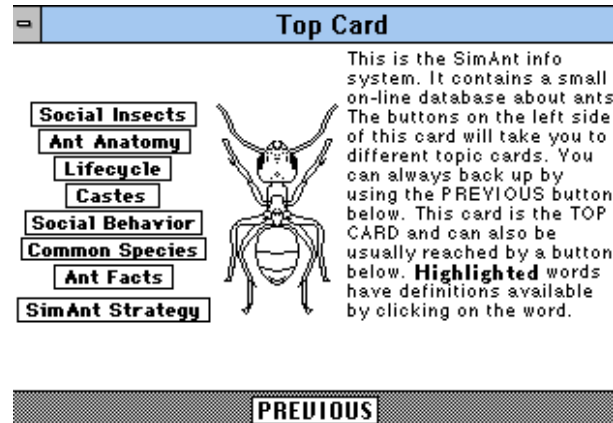 Top Card
Social Insects
Ant Anatomy
Lifecycle
Castes
Social Behavior
Common Species
Ant Facts
SimAnt Strategy
This is the SimAnt info
system. It contains a small
on-line database about ants.
The buttons on the left side
of this card will take you to
different topic cards. You
can always back up by
using the PREVIOUS button
below. This card is the TOP
CARD and can also be
usually reached by a button
below. Highlighted words
have definitions available
by clicking on the word.
PREVIOUS